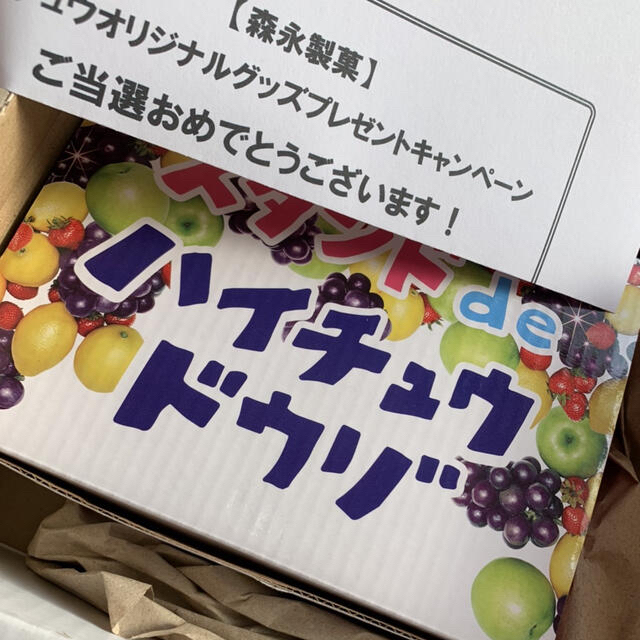 【森永製菓】
ュウオリジナルグッズプレゼントキャンペーン
ご当選おめでとうございます!
de
ハイチュウ
ドウゾ